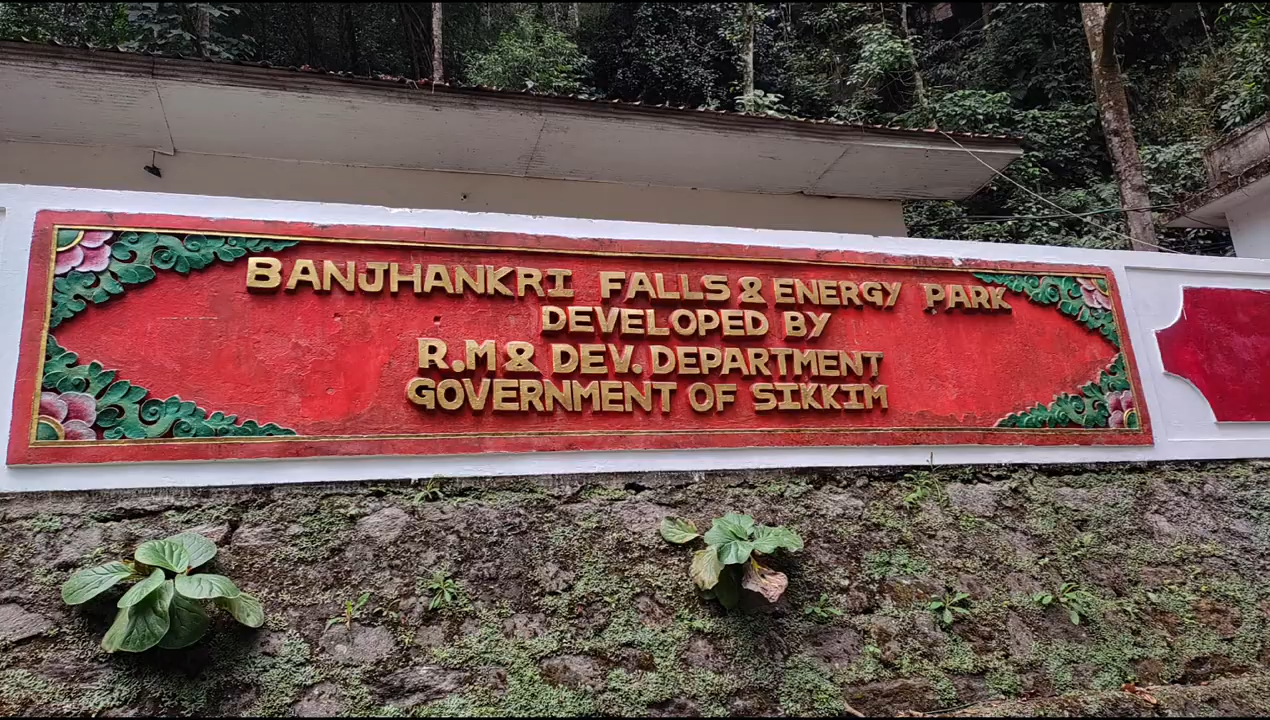 BANJHANKRI FALLS & ENERGY PARK
DEVELOPED BY
R.M & DEV. DEPARTMENT
GOVERNMENT OF SIKKIM